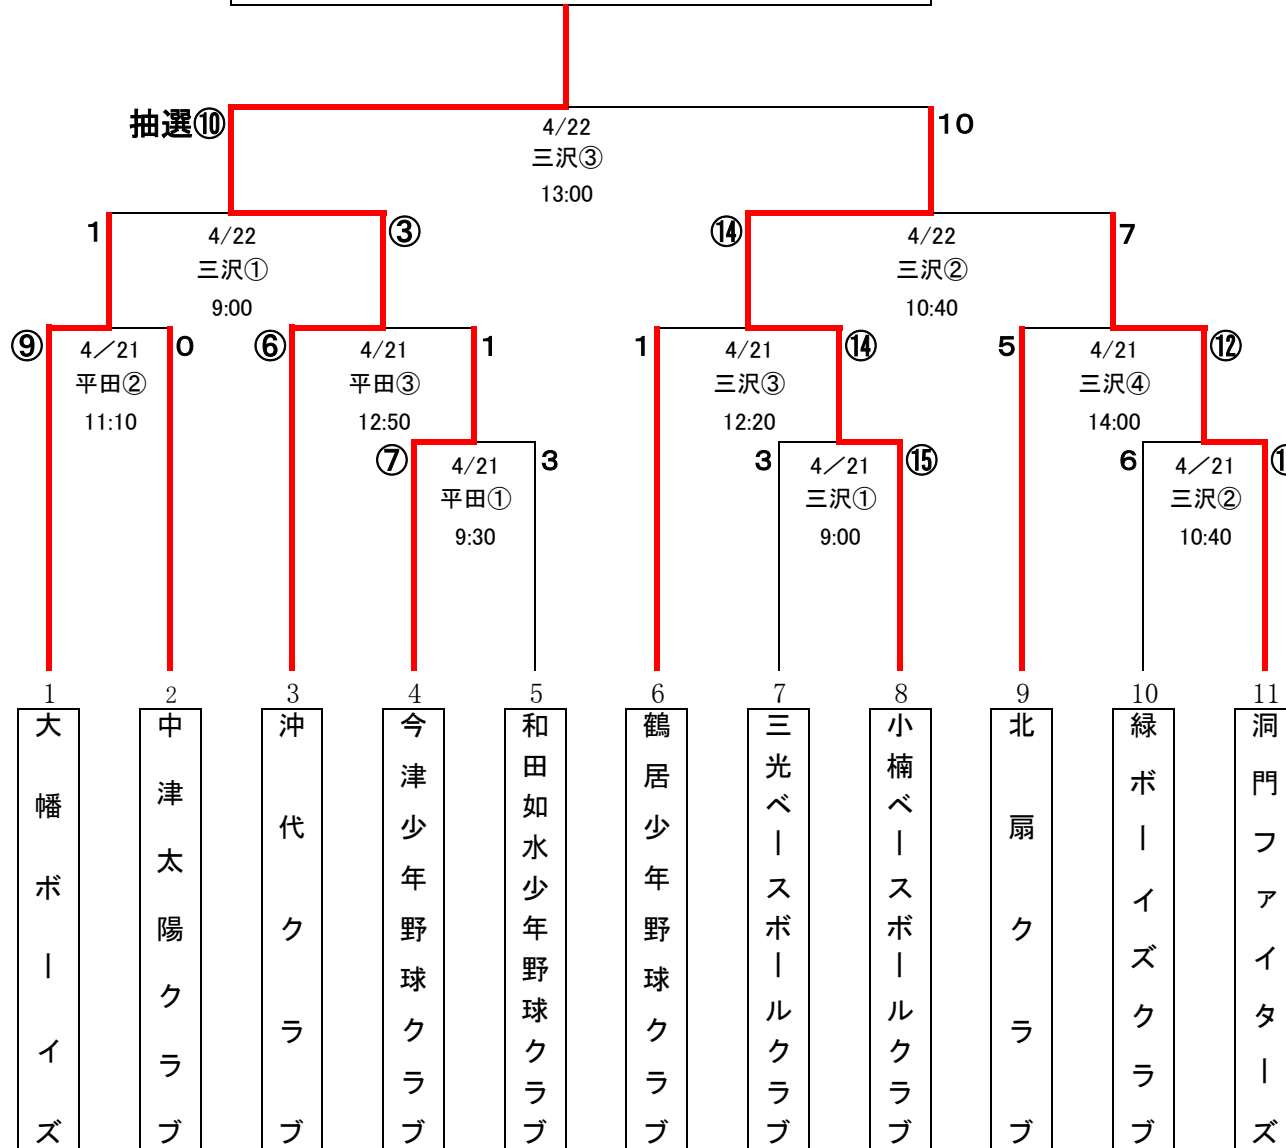 抽選⑩
10
4/22
三沢③
13:00
1
③
4/22
三沢①
9:00
⑭
7
4/22
三沢②
10:40
⑨
0
4／21
平田②
11:10
⑥
1
4/21
平田③
12:50
1
⑭
4/21
三沢③
12:20
5
⑫
4/21
三沢④
14:00
⑦
3
4/21
平田①
9:30
3
⑮
4／21
三沢①
9:00
6
4／21
三沢②
10:40
1
2
3
4
5
6
7
8
9
10
11
大幡ボーイズ
中津太陽クラブ
沖代クラブ
今津少年野球クラブ
和田如水少年野球クラブ
鶴居少年野球クラブ
三光ベースボールクラブ
小楠ベースボールクラブ
北扇クラブ
緑ボーイズクラブ
洞門ファイターズ